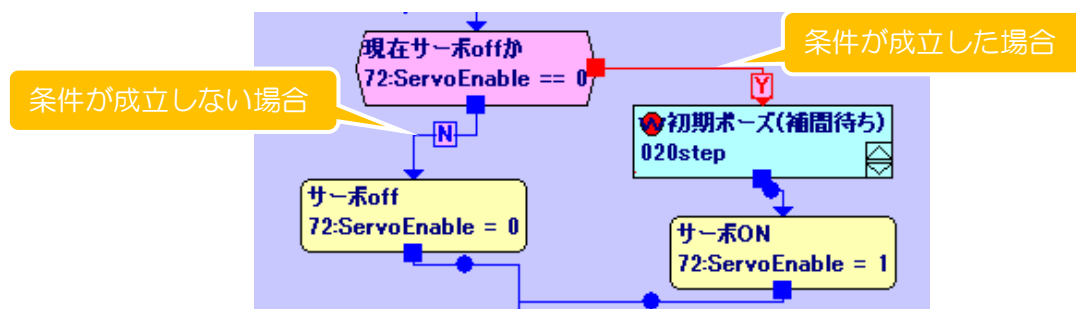 現在サーボoffか
72:ServoEnable == 0
条件が成立した場合
条件が成立しない場合
Y
N
初期ポーズ(補間待ち)
020step
サーボoff
72:ServoEnable = 0
サーボON
72:ServoEnable = 1